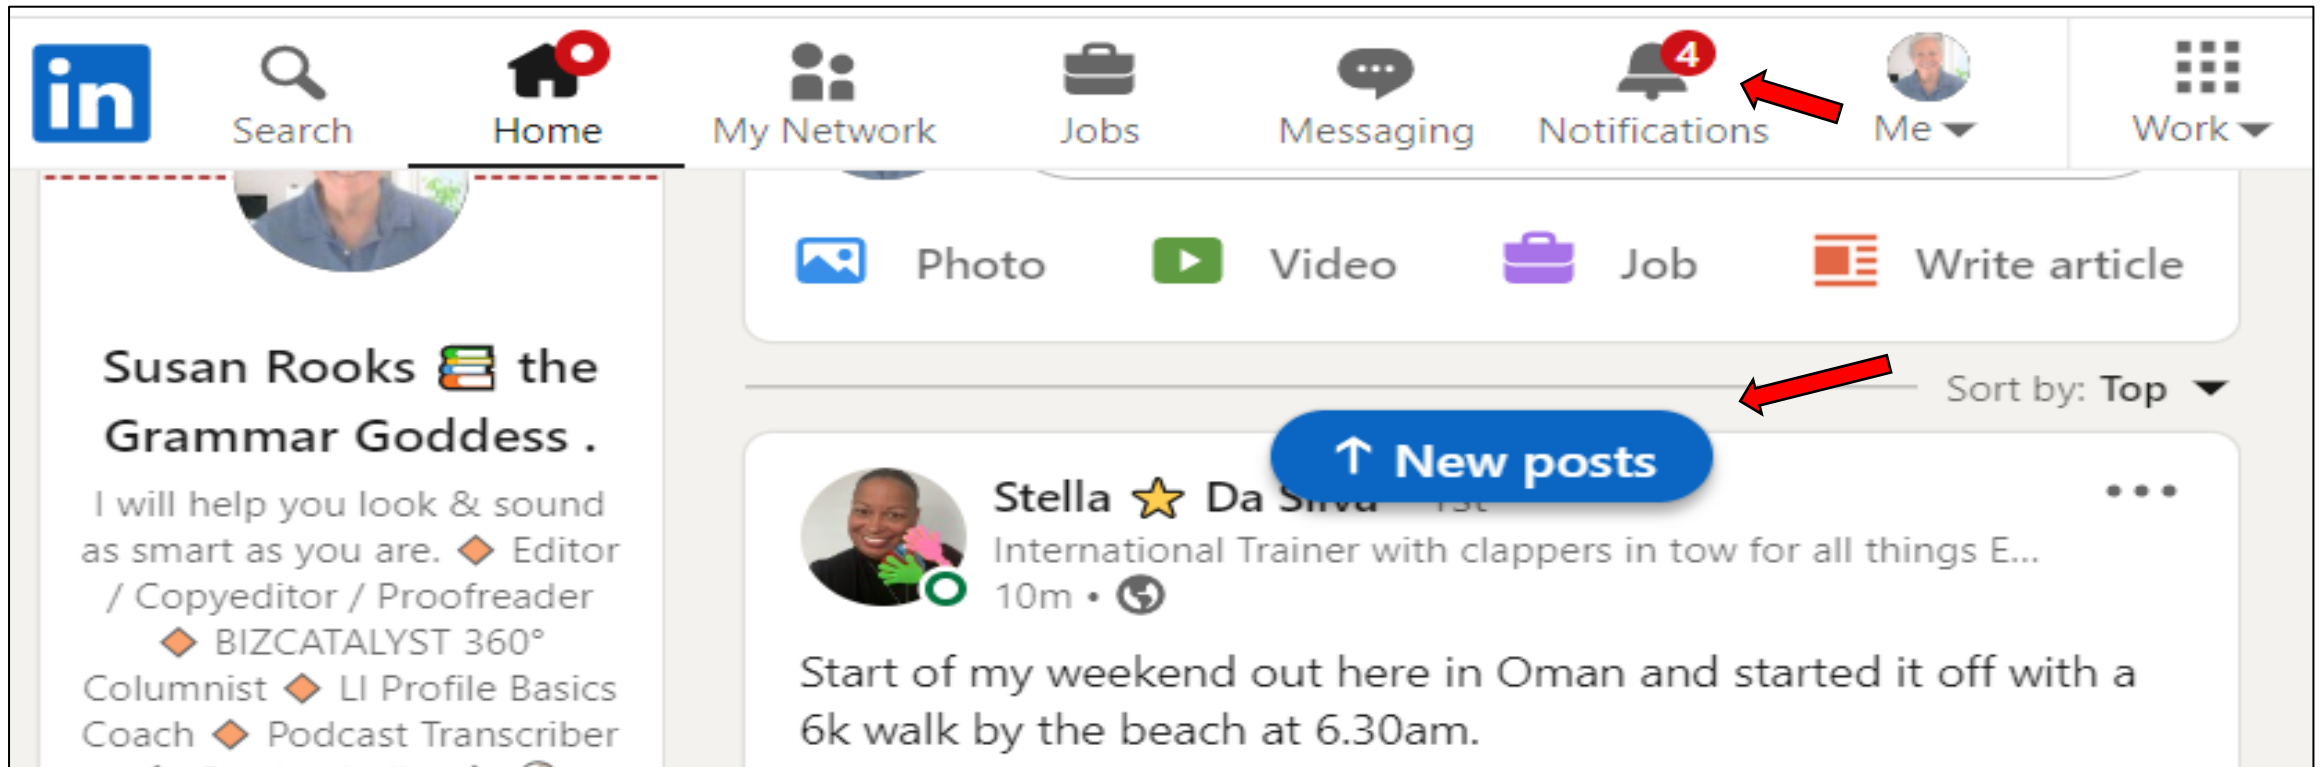 in
Search
Home
My Network
Jobs
Messaging
4
Notifications
Me
Work
Photo
Video
Job
Write article
Susan Rooks 📚 the
Grammar Goddess .
I will help you look & sound
as smart as you are. 🔸 Editor
/ Copyeditor / Proofreader
🔸 BIZCATALYST 360°
Columnist 🔸 LI Profile Basics
Coach 🔸 Podcast Transcriber
Sort by: Top
↑ New posts
Stella ⭐ Da Silva 1st
International Trainer with clappers in tow for all things E...
10m •
Start of my weekend out here in Oman and started it off with a
6k walk by the beach at 6.30am.